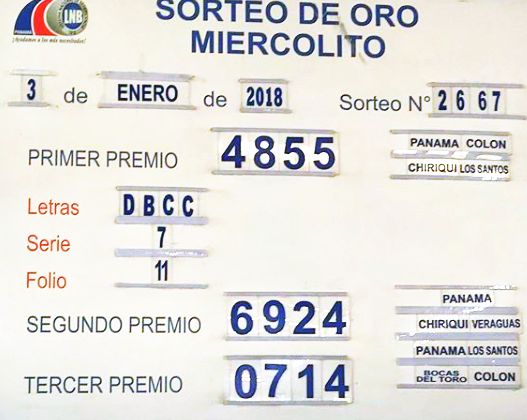 LNB
PANAMA
¡Ayudamos a los más necesitados!
SORTEO DE ORO
MIERCOLITO
3 de ENERO de 2018 Sorteo N° 2667
PRIMER PREMIO 4855 PANAMA COLON
CHIRIQUI LOS SANTOS
Letras DBCC
Serie 7
Folio 11
PANAMA
SEGUNDO PREMIO 6924 CHIRIQUI VERAGUAS
PANAMA LOS SANTOS
TERCER PREMIO 0714 BOCAS DEL TORO COLON